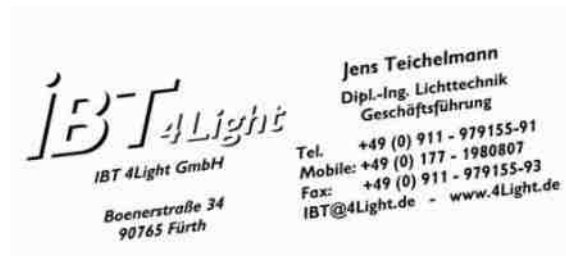 iBT 4Light
IBT 4Light GmbH
Boenerstraße 34
90765 Fürth
Jens Teichelmann
Dipl.-Ing. Lichttechnik
Geschäftsführung
Tel. +49 (0) 911 - 979155-91
Mobile: +49 (0) 177 - 1980807
Fax: +49 (0) 911 - 979155-93
IBT@4Light.de - www.4Light.de